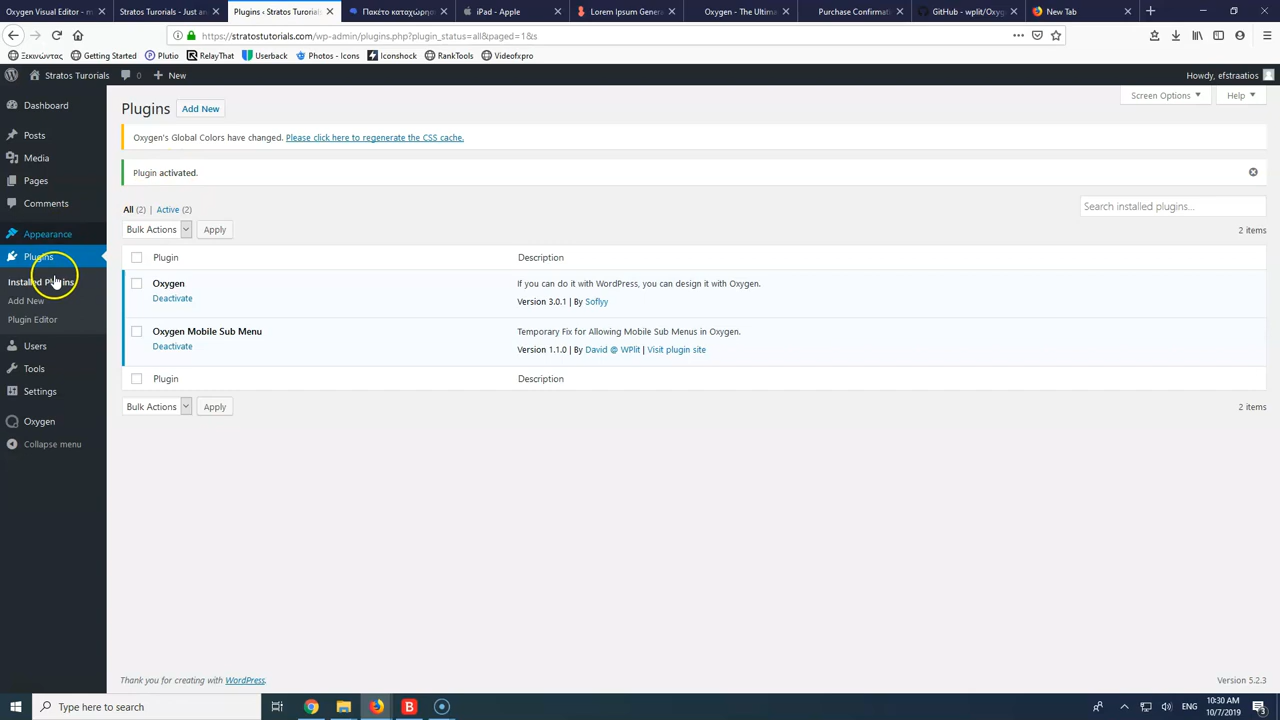 Oxygen Visual Editor - w
Stratos Tutorials - Just an
Plugins ‹ Stratos Tutorials
Πακέτο καταχώρησης
iPad - Apple
Lorem Ipsum Gener
Oxygen - The Ultima
Purchase Confirmati
GitHub - wplit/Oxyg
New Tab
https://stratostutorials.com/wp-admin/plugins.php?plugin_status=all&paged=1&s
Ξεκινώντας
Getting Started
Plutio
RelayThat
Userback
Photos - Icons
Iconshock
RankTools
Videofxpro
Stratos Tutorials
0
New
Howdy, efstraatios
Dashboard
Posts
Media
Pages
Comments
Appearance
Plugins
Installed Plugins
Add New
Plugin Editor
Users
Tools
Settings
Oxygen
Collapse menu
Screen Options
Help
Plugins
Add New
Oxygen's Global Colors have changed. Please click here to regenerate the CSS cache.
Plugin activated.
All (2) | Active (2)
Search installed plugins...
Bulk Actions
Apply
2 items
Plugin
Description
Oxygen
Deactivate
If you can do it with WordPress, you can design it with Oxygen.
Version 3.0.1 | By Soflyy
Oxygen Mobile Sub Menu
Deactivate
Temporary Fix for Allowing Mobile Sub Menus in Oxygen.
Version 1.1.0 | By David @ WPlit | Visit plugin site
Plugin
Description
Bulk Actions
Apply
2 items
Thank you for creating with WordPress.
Version 5.2.3
Type here to search
ENG
10:30 AM
10/7/2019
3